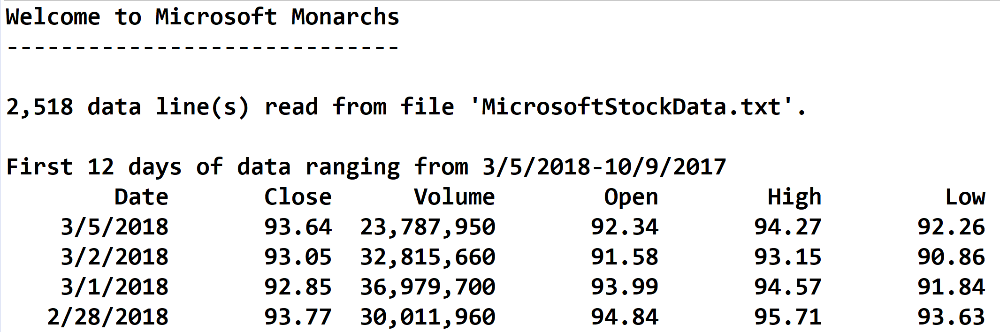 Welcome to Microsoft Monarchs
-----------------------------
2,518 data line(s) read from file 'MicrosoftStockData.txt'.
First 12 days of data ranging from 3/5/2018-10/9/2017
Date Close Volume Open High Low
3/5/2018 93.64 23,787,950 92.34 94.27 92.26
3/2/2018 93.05 32,815,660 91.58 93.15 90.86
3/1/2018 92.85 36,979,700 93.99 94.57 91.84
2/28/2018 93.77 30,011,960 94.84 95.71 93.63